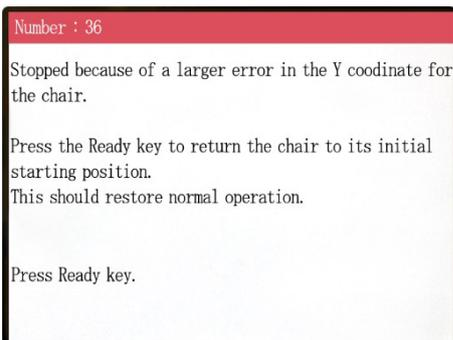 Number : 36
Stopped because of a larger error in the Y coodinate for
the chair.
Press the Ready key to return the chair to its initial
starting position.
This should restore normal operation.
Press Ready key.